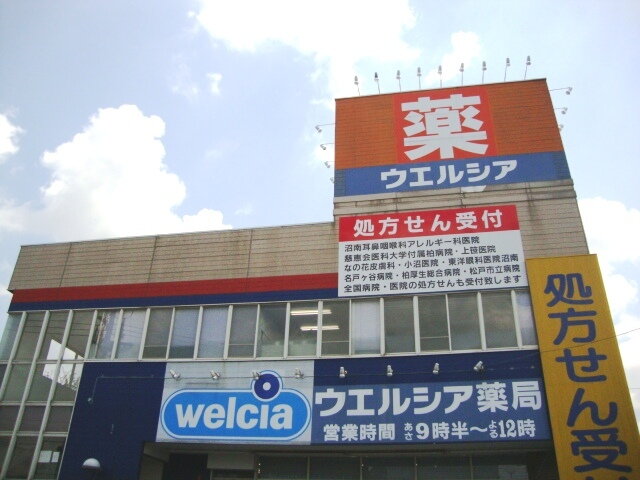 薬
ウエルシア
処方せん受付
沼南耳鼻咽喉科アレルギー科医院
慈恵会医科大学付属柏病院・上笹医院
なの花皮膚科・小沼医院・東洋眼科医院沼南
名戸ヶ谷病院・柏厚生総合病院・松戸市立病院
全国病院・医院の処方せんも受付致します
処方せん受
welcia
ウエルシア薬局
営業時間 あさ9時半～よる12時